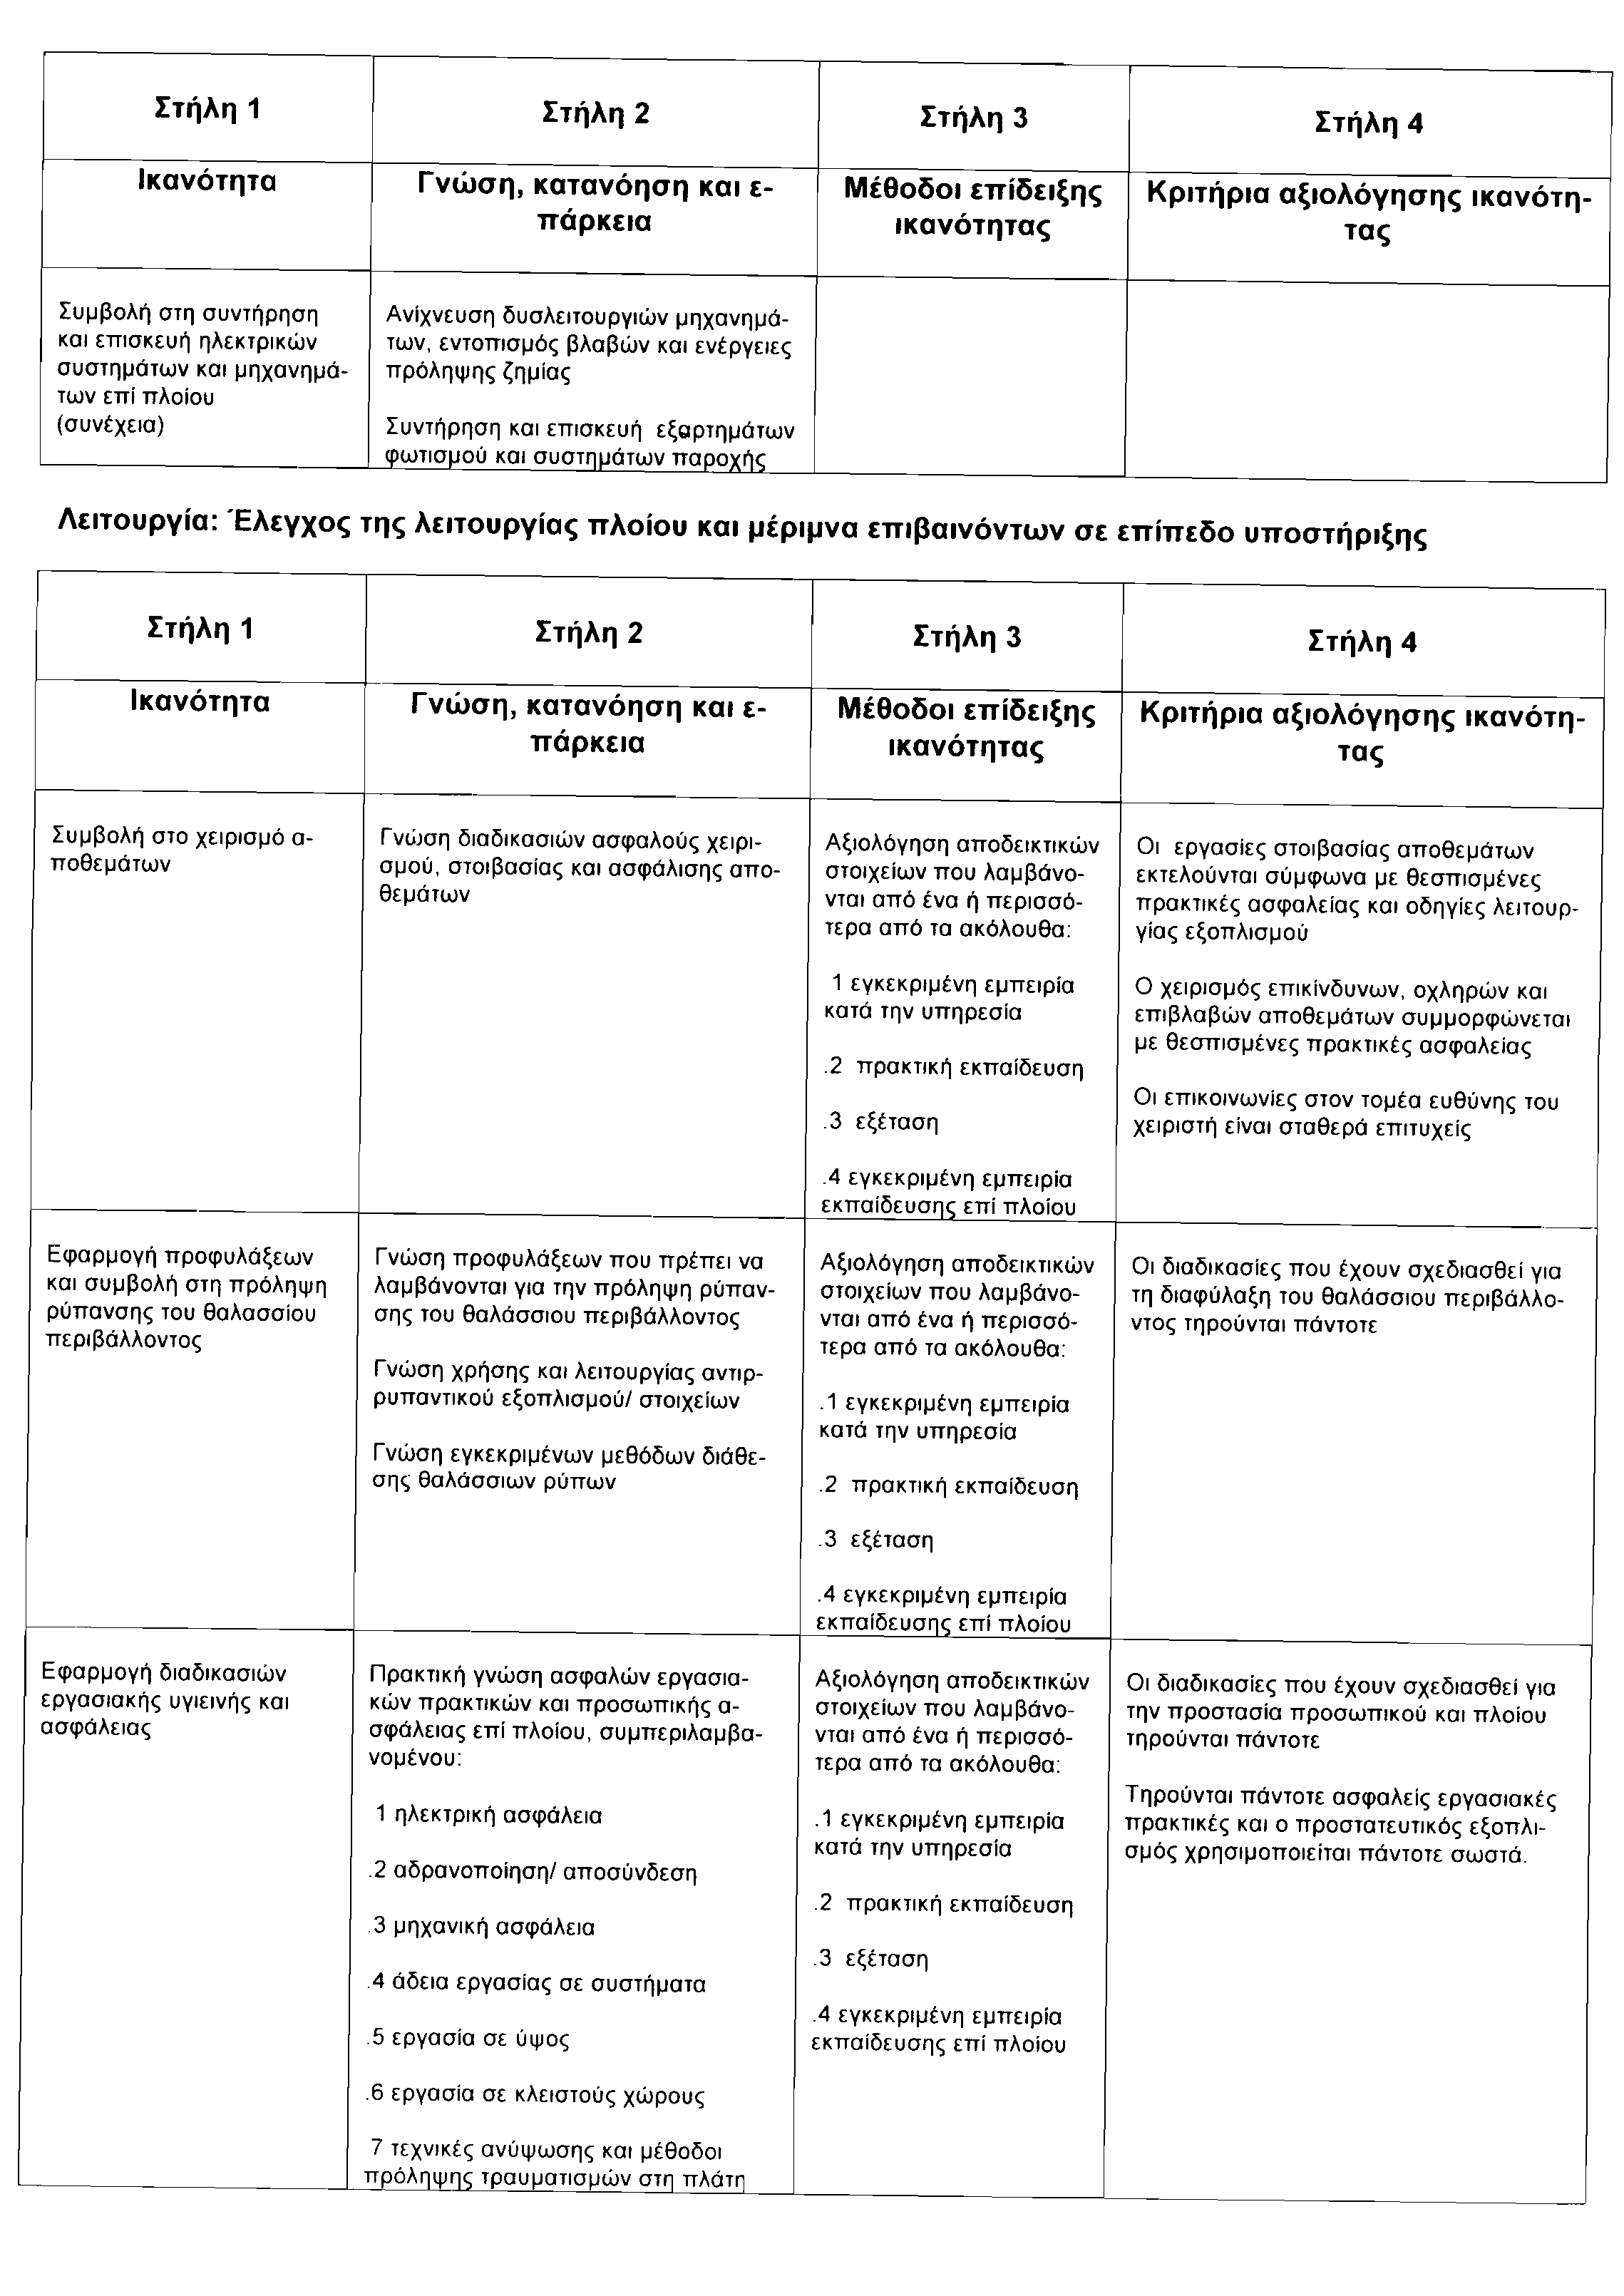 Στήλη 1
Στήλη 2
Στήλη 3
Στήλη 4
Ικανότητα
Γνώση, κατανόηση και ε-
πάρκεια
Μέθοδοι επίδειξης
ικανότητας
Κριτήρια αξιολόγησης ικανότη-
τας
Συμβολή στη συντήρηση
και επισκευή ηλεκτρικών
συστημάτων και μηχανημά-
των επί πλοίου
(συνέχεια)
Ανίχνευση δυσλειτουργιών μηχανημά-
των, εντοπισμός βλαβών και ενέργειες
πρόληψης ζημίας
Συντήρηση και επισκευή εξαρτημάτων
φωτισμού και συστημάτων παροχής
Λειτουργία: Έλεγχος της λειτουργίας πλοίου και μέριμνα επιβαινόντων σε επίπεδο υποστήριξης
Στήλη 1
Στήλη 2
Στήλη 3
Στήλη 4
Ικανότητα
Γνώση, κατανόηση και ε-
πάρκεια
Μέθοδοι επίδειξης
ικανότητας
Κριτήρια αξιολόγησης ικανότη-
τας
Συμβολή στο χειρισμό α-
ποθεμάτων
Γνώση διαδικασιών ασφαλούς χειρι-
σμού, στοιβασίας και ασφάλισης απο-
θεμάτων
Αξιολόγηση αποδεικτικών
στοιχείων που λαμβάνο-
νται από ένα ή περισσό-
τερα από τα ακόλουθα:
1 εγκεκριμένη εμπειρία
κατά την υπηρεσία
.2 πρακτική εκπαίδευση
.3 εξέταση
.4 εγκεκριμένη εμπειρία
εκπαίδευσης επί πλοίου
Οι εργασίες στοιβασίας αποθεμάτων
εκτελούνται σύμφωνα με θεσπισμένες
πρακτικές ασφαλείας και οδηγίες λειτουρ-
γίας εξοπλισμού
Ο χειρισμός επικίνδυνων, οχληρών και
επιβλαβών αποθεμάτων συμμορφώνεται
με θεσπισμένες πρακτικές ασφαλείας
Οι επικοινωνίες στον τομέα ευθύνης του
χειριστή είναι σταθερά επιτυχείς
Εφαρμογή προφυλάξεων
και συμβολή στη πρόληψη
ρύπανσης του θαλασσίου
περιβάλλοντος
Γνώση προφυλάξεων που πρέπει να
λαμβάνονται για την πρόληψη ρύπαν-
σης του θαλάσσιου περιβάλλοντος
Γνώση χρήσης και λειτουργίας αντιρ-
ρυπαντικού εξοπλισμού/ στοιχείων
Γνώση εγκεκριμένων μεθόδων διάθε-
σης θαλάσσιων ρύπων
Αξιολόγηση αποδεικτικών
στοιχείων που λαμβάνο-
νται από ένα ή περισσό-
τερα από τα ακόλουθα:
.1 εγκεκριμένη εμπειρία
κατά την υπηρεσία
.2 πρακτική εκπαίδευση
.3 εξέταση
.4 εγκεκριμένη εμπειρία
εκπαίδευσης επί πλοίου
Οι διαδικασίες που έχουν σχεδιασθεί για
τη διαφύλαξη του θαλάσσιου περιβάλλο-
ντος τηρούνται πάντοτε
Εφαρμογή διαδικασιών
εργασιακής υγιεινής και
ασφάλειας
Πρακτική γνώση ασφαλών εργασια-
κών πρακτικών και προσωπικής α-
σφάλειας επί πλοίου, συμπεριλαμβα-
νομένου:
1 ηλεκτρική ασφάλεια
.2 αδρανοποίηση/ αποσύνδεση
.3 μηχανική ασφάλεια
.4 άδεια εργασίας σε συστήματα
.5 εργασία σε ύψος
.6 εργασία σε κλειστούς χώρους
7 τεχνικές ανύψωσης και μέθοδοι
πρόληψης τραυματισμών στη πλάτη
Αξιολόγηση αποδεικτικών
στοιχείων που λαμβάνο-
νται από ένα ή περισσό-
τερα από τα ακόλουθα:
.1 εγκεκριμένη εμπειρία
κατά την υπηρεσία
.2 πρακτική εκπαίδευση
.3 εξέταση
.4 εγκεκριμένη εμπειρία
εκπαίδευσης επί πλοίου
Οι διαδικασίες που έχουν σχεδιασθεί για
την προστασία προσωπικού και πλοίου
τηρούνται πάντοτε
Τηρούνται πάντοτε ασφαλείς εργασιακές
πρακτικές και ο προστατευτικός εξοπλι-
σμός χρησιμοποιείται πάντοτε σωστά.